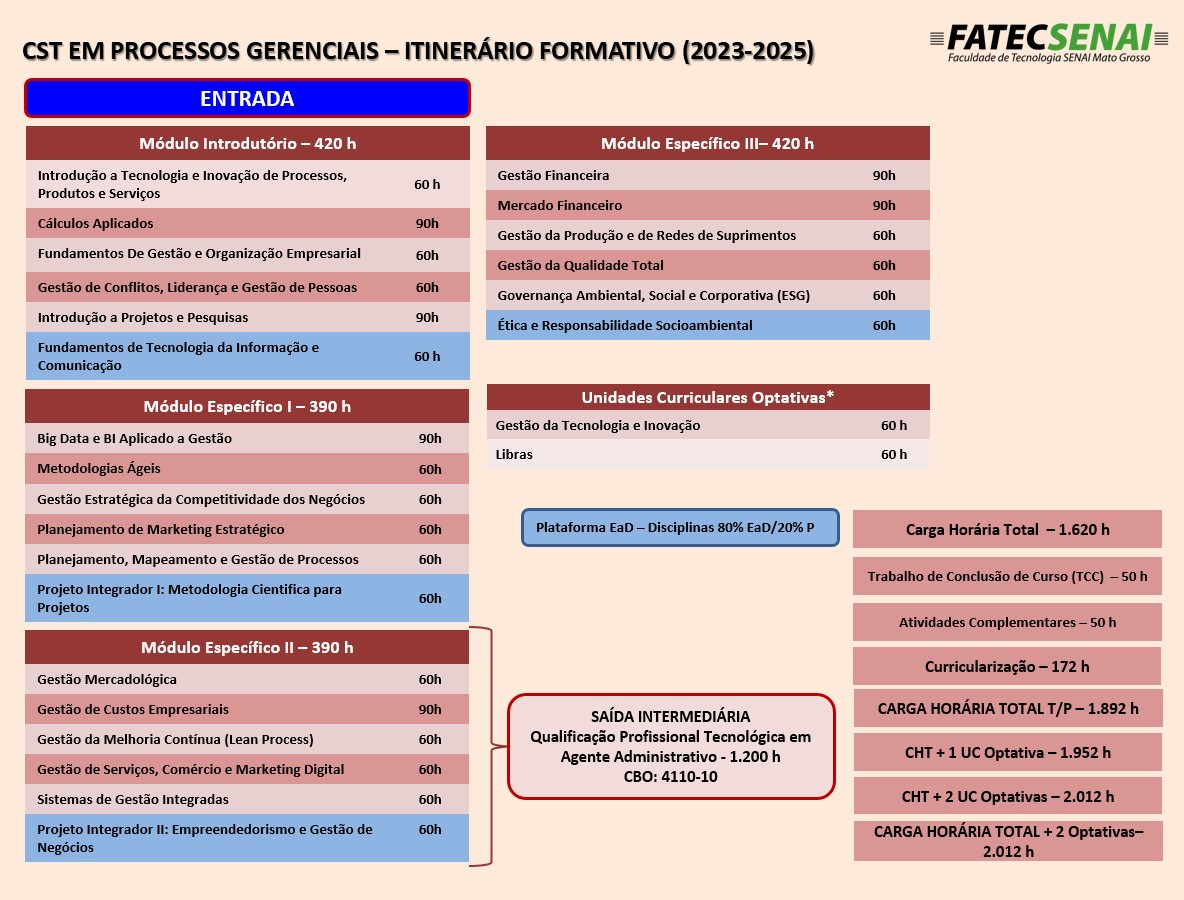 CST EM PROCESSOS GERENCIAIS – ITINERÁRIO FORMATIVO (2023-2025)
FATECSENAI
Faculdade de Tecnologia SENAI Mato Grosso
ENTRADA
Módulo Introdutório – 420 h
Introdução a Tecnologia e Inovação de Processos,
Produtos e Serviços 60 h
Cálculos Aplicados 90h
Fundamentos De Gestão e Organização Empresarial 60h
Gestão de Conflitos, Liderança e Gestão de Pessoas 60h
Introdução a Projetos e Pesquisas 90h
Fundamentos de Tecnologia da Informação e
Comunicação 60 h
Módulo Específico I – 390 h
Big Data e BI Aplicado a Gestão 90h
Metodologias Ágeis 60h
Gestão Estratégica da Competitividade dos Negócios 60h
Planejamento de Marketing Estratégico 60h
Planejamento, Mapeamento e Gestão de Processos 60h
Projeto Integrador I: Metodologia Cientifica para
Projetos 60h
Módulo Específico II – 390 h
Gestão Mercadológica 60h
Gestão de Custos Empresariais 90h
Gestão da Melhoria Contínua (Lean Process) 60h
Gestão de Serviços, Comércio e Marketing Digital 60h
Sistemas de Gestão Integradas 60h
Projeto Integrador II: Empreendedorismo e Gestão de 60h
Negócios
Módulo Específico III– 420 h
Gestão Financeira 90h
Mercado Financeiro 90h
Gestão da Produção e de Redes de Suprimentos 60h
Gestão da Qualidade Total 60h
Governança Ambiental, Social e Corporativa (ESG) 60h
Ética e Responsabilidade Socioambiental 60h
Unidades Curriculares Optativas*
Gestão da Tecnologia e Inovação 60 h
Libras 60 h
Plataforma EaD – Disciplinas 80% EaD/20% P
SAÍDA INTERMEDIÁRIA
Qualificação Profissional Tecnológica em
Agente Administrativo - 1.200 h
CBO: 4110-10
Carga Horária Total – 1.620 h
Trabalho de Conclusão de Curso (TCC) – 50 h
Atividades Complementares – 50 h
Curricularização – 172 h
CARGA HORÁRIA TOTAL T/P – 1.892 h
CHT + 1 UC Optativa – 1.952 h
CHT + 2 UC Optativas – 2.012 h
CARGA HORÁRIA TOTAL + 2 Optativas–
2.012 h